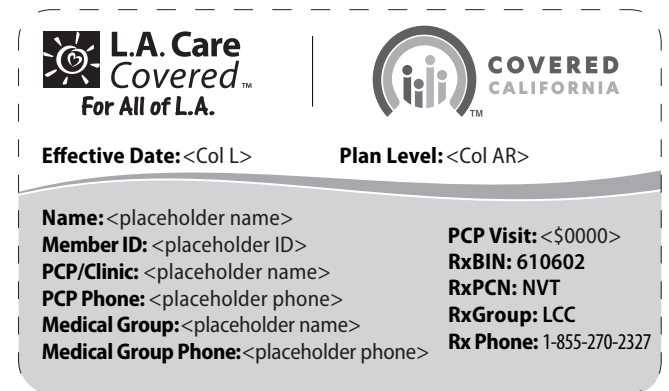 L.A. Care
Covered™
For All of L.A.
COVERED
CALIFORNIA
TM
Effective Date: <Col L>
Plan Level: <Col AR>
Name: <placeholder name>
Member ID: <placeholder ID>
PCP/Clinic: <placeholder name>
PCP Phone: <placeholder phone>
Medical Group: <placeholder name>
Medical Group Phone: <placeholder phone>
PCP Visit: <$0000>
RxBIN: 610602
RxPCN: NVT
RxGroup: LCC
Rx Phone: 1-855-270-2327